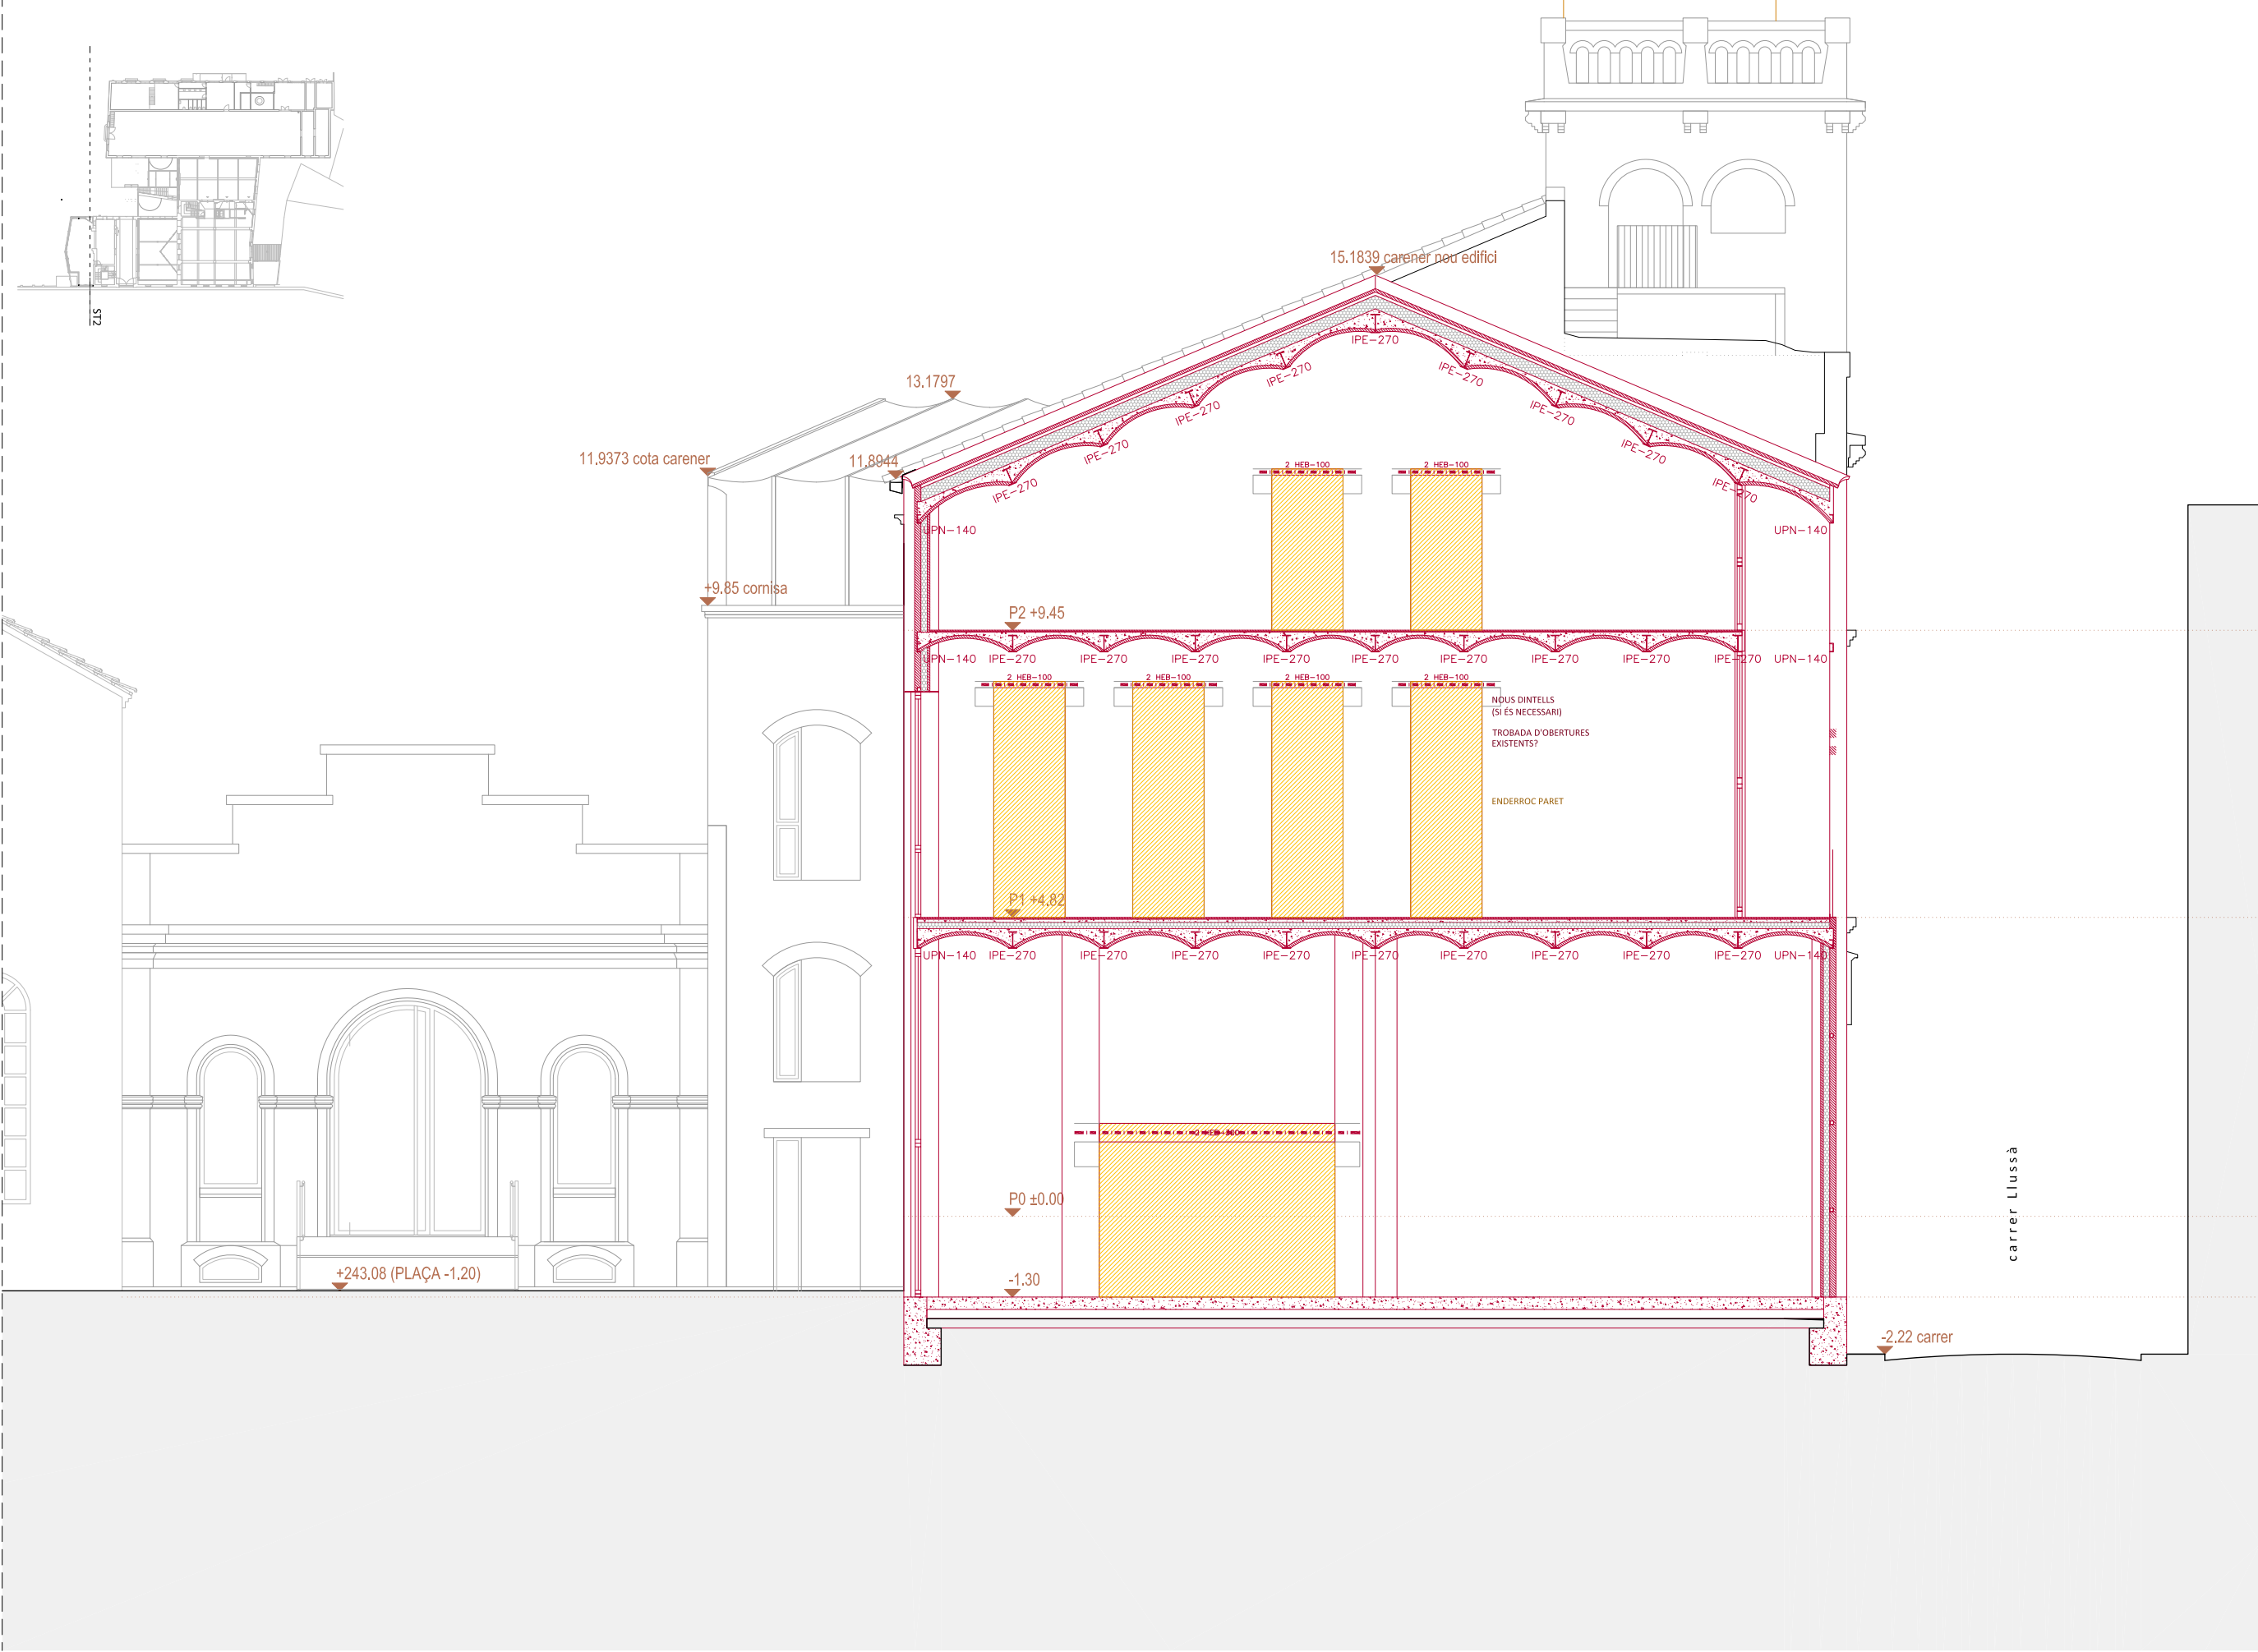 ST2
15.1839 carener nou edifici
IPE-270
13.1797
IPE-270
IPE-270
IPE-270
IPE-270
11.9373 cota carener
11.8944
IPE-270
IPE-270
2 HEB-100
2 HEB-100
IPE-270
IPE-270
UPN-140
UPN-140
+9.85 cornisa
P2 +9.45
UPN-140 IPE-270 IPE-270 IPE-270 IPE-270 IPE-270 IPE-270 IPE-270 IPE-270 IPE-270 UPN-140
2 HEB-100 2 HEB-100 2 HEB-100 2 HEB-100
NOUS DINTELLS
(SI ÉS NECESSARI)
TROBADA D'OBERTURES
EXISTENTS?
ENDERROC PARET
P1 +4.82
UPN-140 IPE-270 IPE-270 IPE-270 IPE-270 IPE-270 IPE-270 IPE-270 IPE-270 IPE-270 UPN-140
carrer Llussà
P0 ±0.00
+243.08 (PLAÇA -1.20)
-1.30
-2.22 carrer